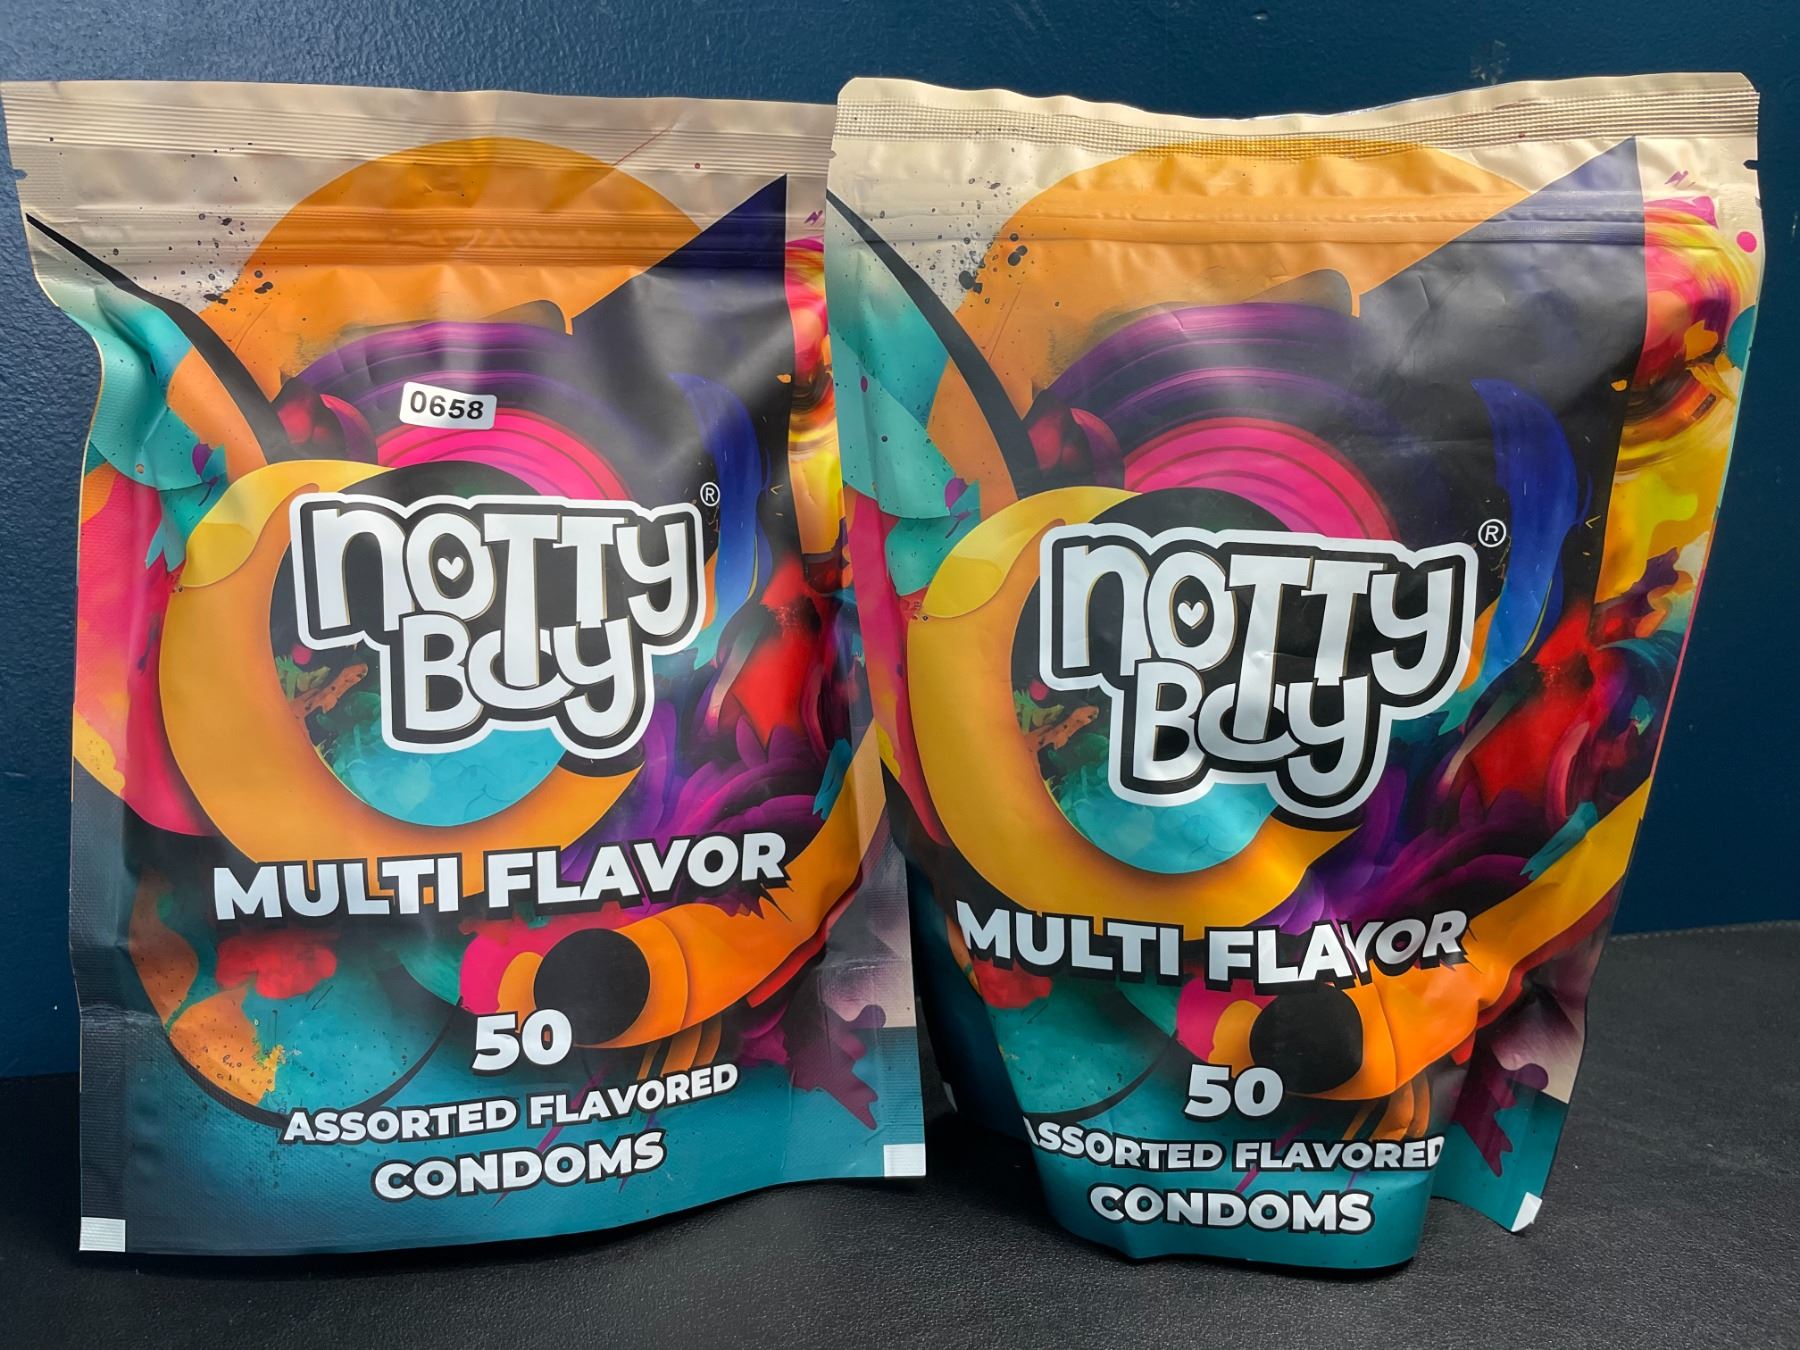 0658
nOTTy
BOy
®
MULTI FLAVOR
50
ASSORTED FLAVORED
CONDOMS
nOTTy
BOy
®
MULTI FLAVOR
50
ASSORTED FLAVORED
CONDOMS